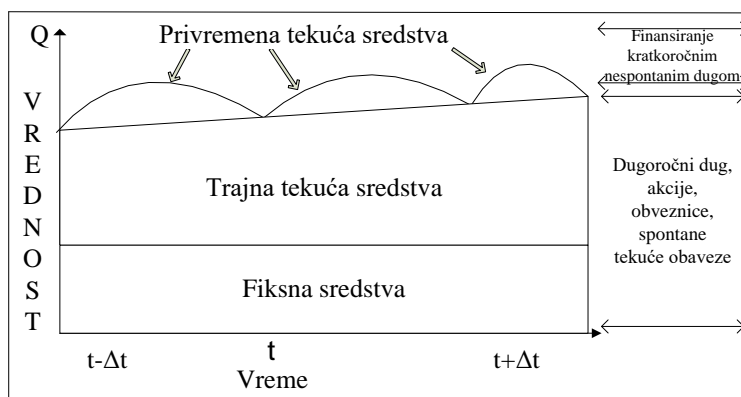 Q
Privremena tekuća sredstva
Finansiranje
kratkoročnim
nespontanim dugom
V
R
E
D
N
O
S
T
Trajna tekuća sredstva
Dugoročni dug,
akcije,
obveznice,
spontane
tekuće obaveze
Fiksna sredstva
t-Δt
t
t+Δt
Vreme